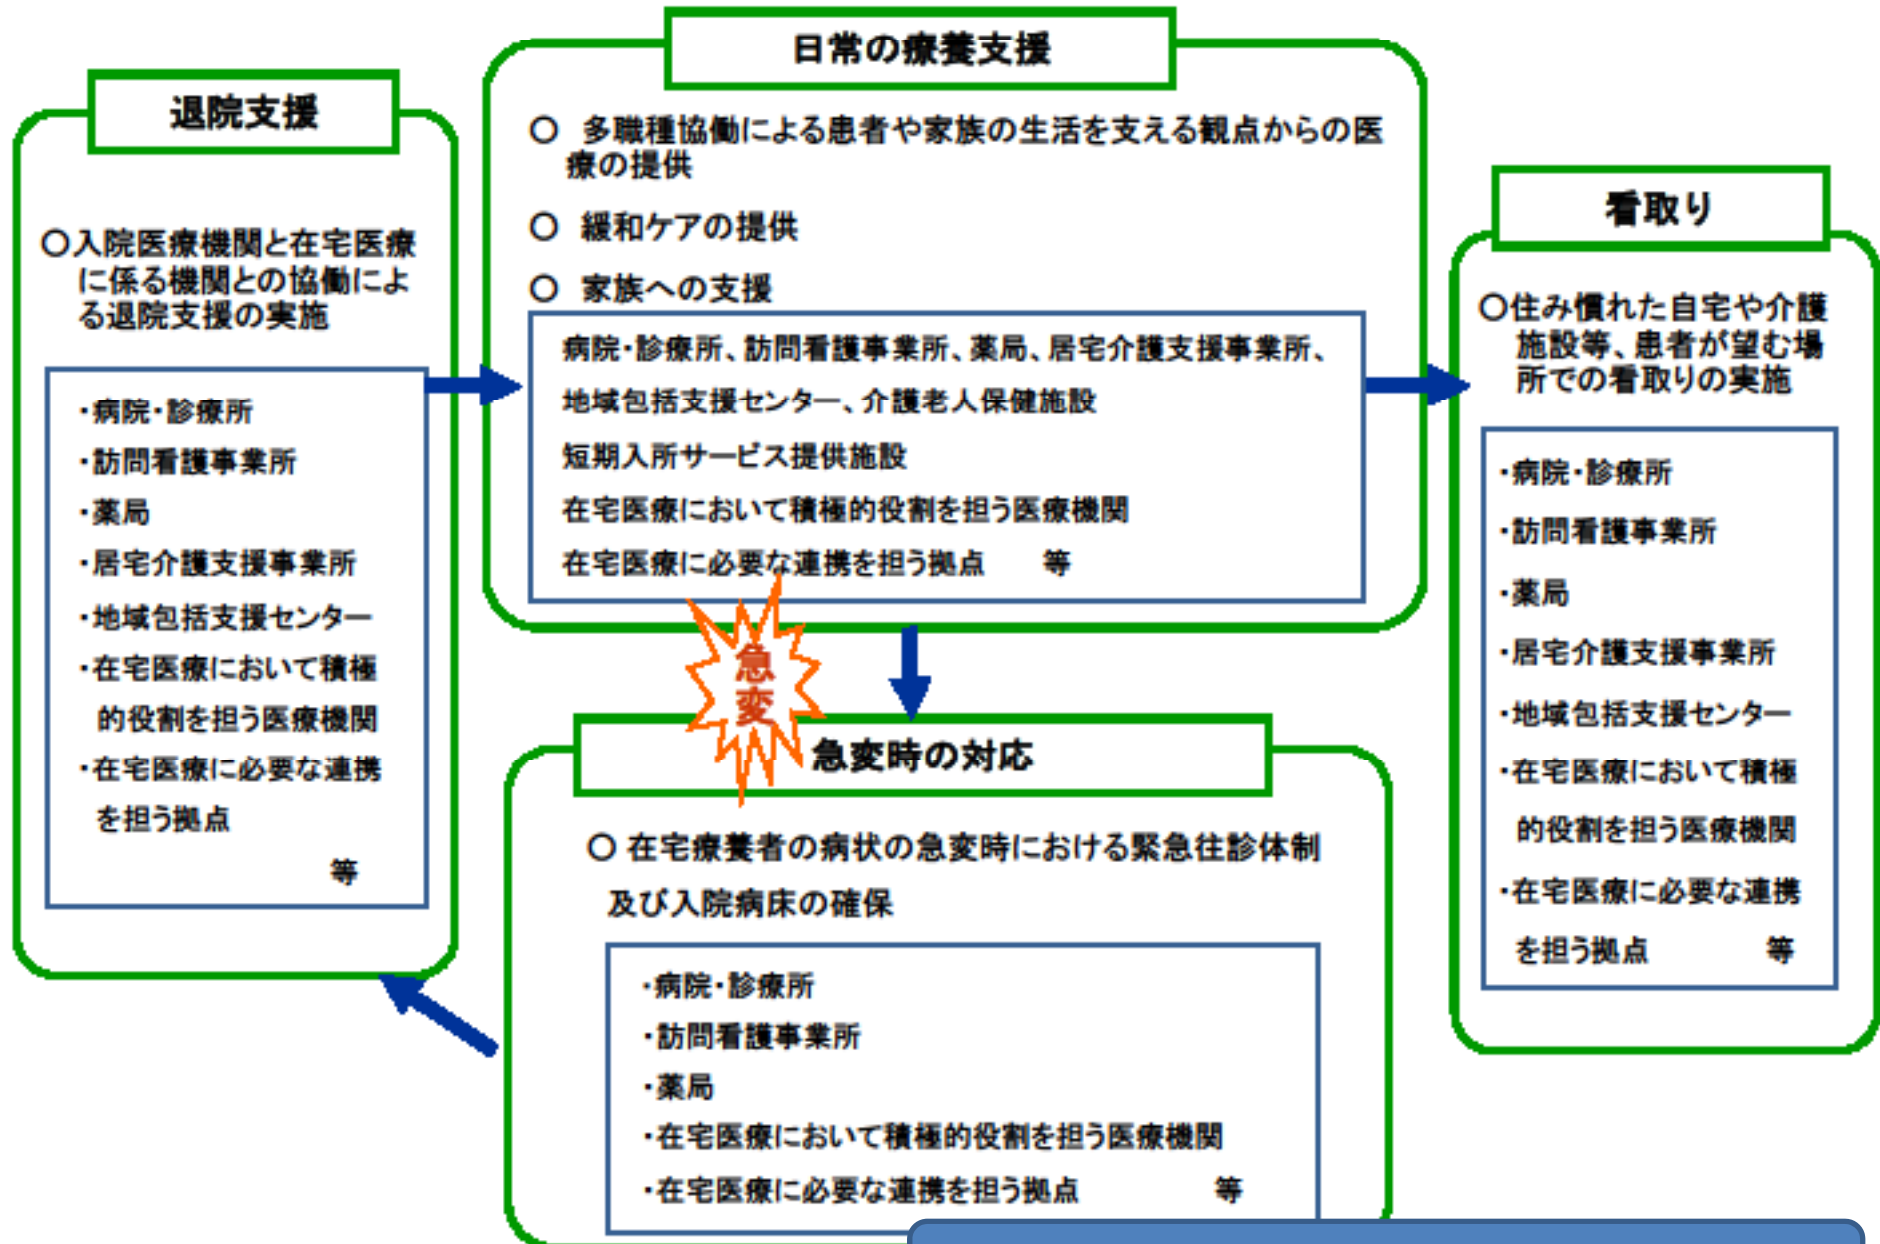 退院支援
○入院医療機関と在宅医療
に係る機関との協働によ
る退院支援の実施
・病院・診療所
・訪問看護事業所
・薬局
・居宅介護支援事業所
・地域包括支援センター
・在宅医療において積極
的役割を担う医療機関
・在宅医療に必要な連携
を担う拠点
等
日常の療養支援
○ 多職種協働による患者や家族の生活を支える観点からの医
療の提供
○ 緩和ケアの提供
○ 家族への支援
病院・診療所、訪問看護事業所、薬局、居宅介護支援事業所、
地域包括支援センター、介護老人保健施設
短期入所サービス提供施設
在宅医療において積極的役割を担う医療機関
在宅医療に必要な連携を担う拠点 等
急
変
急変時の対応
○ 在宅療養者の病状の急変時における緊急往診体制
及び入院病床の確保
・病院・診療所
・訪問看護事業所
・薬局
・在宅医療において積極的役割を担う医療機関
・在宅医療に必要な連携を担う拠点 等
看取り
○住み慣れた自宅や介護
施設等、患者が望む場
所での看取りの実施
・病院・診療所
・訪問看護事業所
・薬局
・居宅介護支援事業所
・地域包括支援センター
・在宅医療において積極
的役割を担う医療機関
・在宅医療に必要な連携
を担う拠点 等